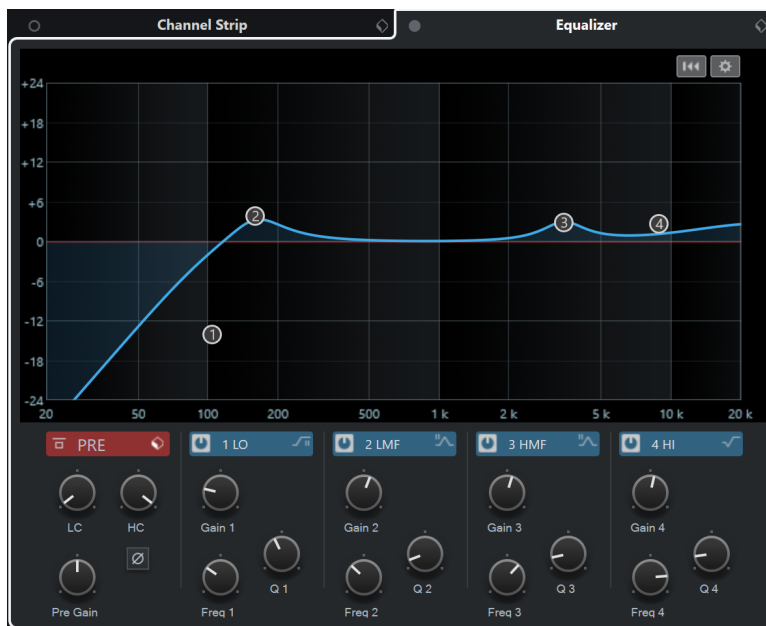 Channel Strip Equalizer
+24
+18
+12
+6
0
-6
-12
-18
-24
1 2 3 4
20 50 100 200 500 1 k 2 k 5 k 10 k 20 k
PRE 1 LO 2 LMF 3 HMF 4 HI
LC HC Gain 1 Gain 2 Gain 3 Gain 4
Ø
Q 1 Q 2 Q 3 Q 4
Pre Gain Freq 1 Freq 2 Freq 3 Freq 4